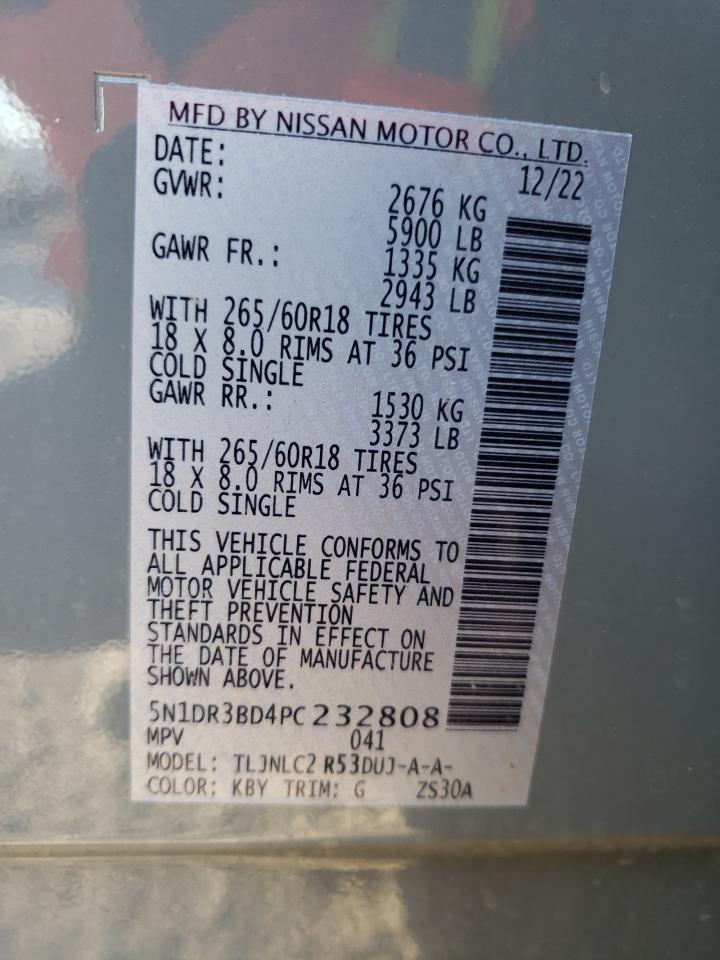 MFD BY NISSAN MOTOR CO., LTD.
DATE: 12/22
GVWR: 2676 KG
5900 LB
GAWR FR.: 1335 KG
2943 LB
WITH 265/60R18 TIRES
18 X 8.0 RIMS AT 36 PSI
COLD SINGLE
GAWR RR.: 1530 KG
3373 LB
WITH 265/60R18 TIRES
18 X 8.0 RIMS AT 36 PSI
COLD SINGLE
THIS VEHICLE CONFORMS TO
ALL APPLICABLE FEDERAL
MOTOR VEHICLE SAFETY AND
THEFT PREVENTION
STANDARDS IN EFFECT ON
THE DATE OF MANUFACTURE
SHOWN ABOVE.
5N1DR3BD4PC232808
MPV 041
MODEL: TLJNLC2 R53DUJ-A-A-
COLOR: KBY TRIM: G ZS30A